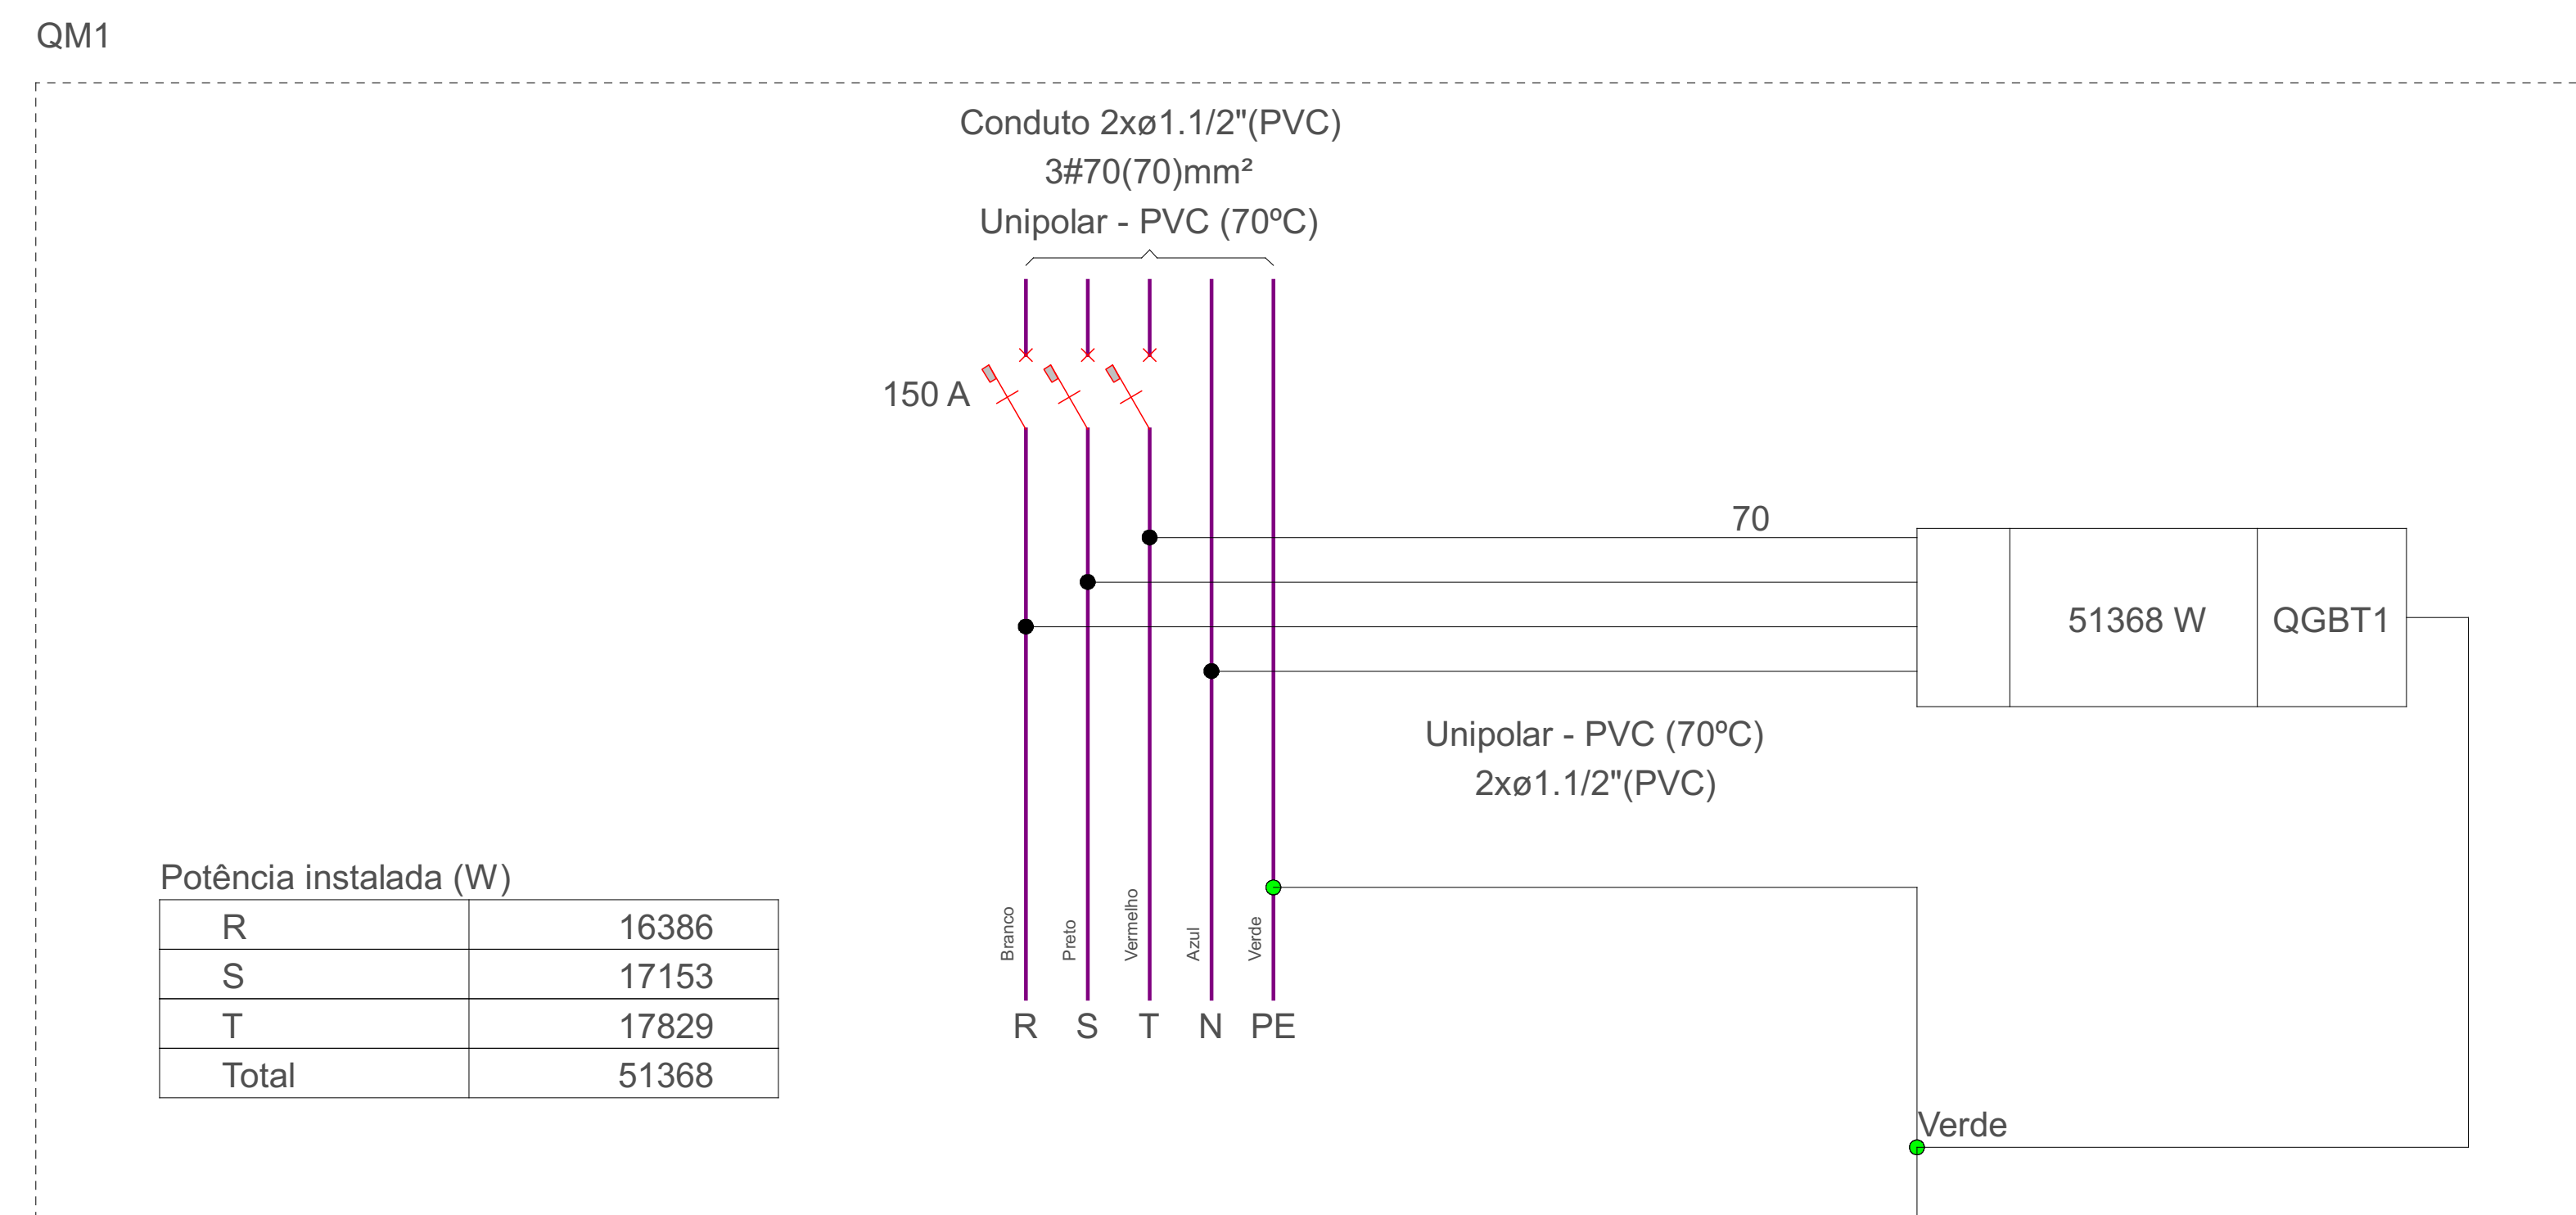 QM1
Conduto 2xø1.1/2"(PVC)
3#70(70)mm²
Unipolar - PVC (70ºC)
150 A
70
51368 W
QGBT1
Unipolar - PVC (70ºC)
2xø1.1/2"(PVC)
Potência instalada (W)
R 16386
S 17153
T 17829
Total 51368
Branco
Preto
Vermelho
Azul
Verde
R S T N PE
Verde